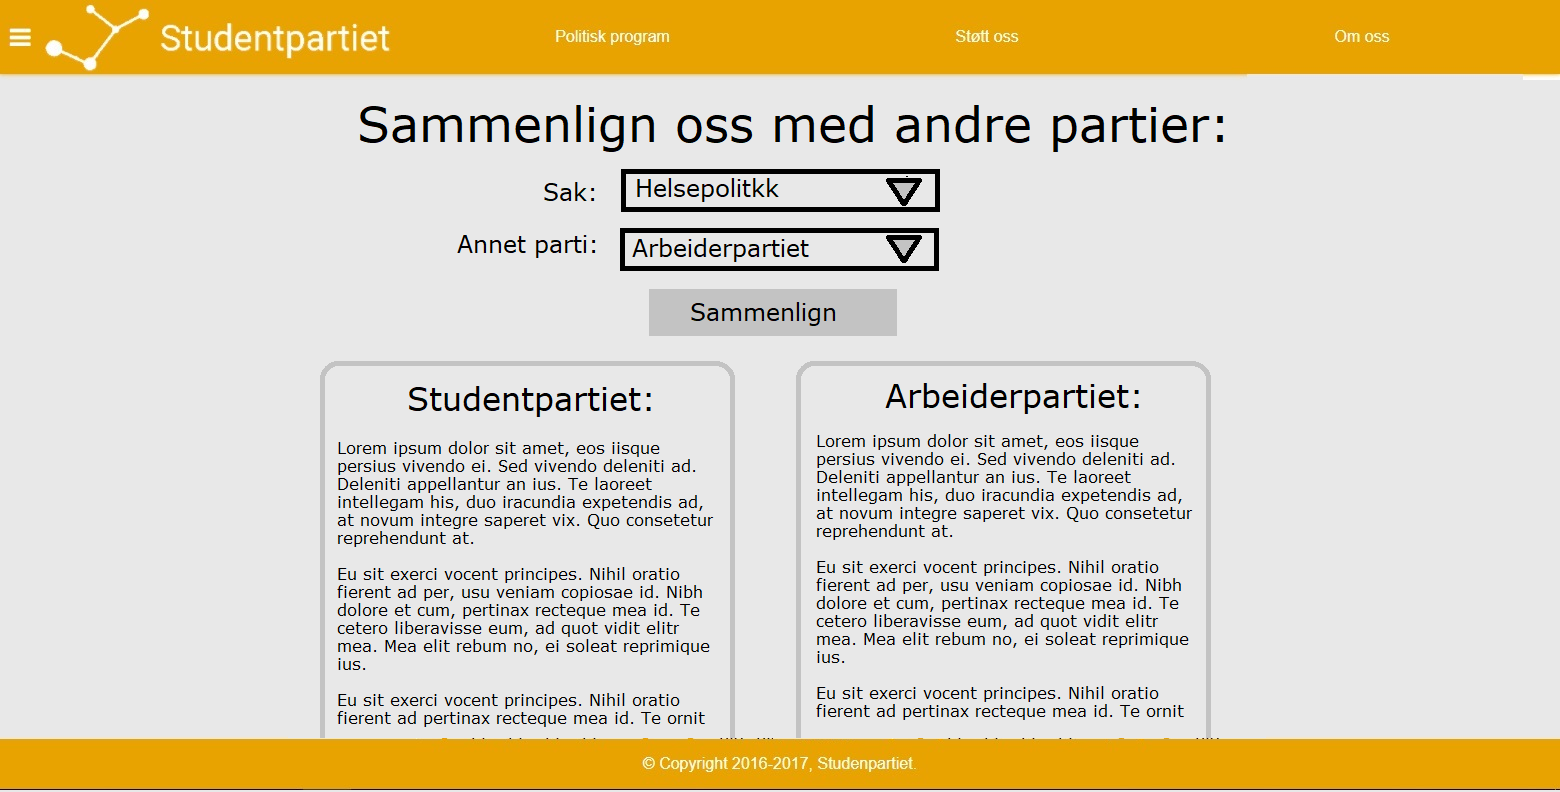 Studentpartiet
Politisk program
Støtt oss
Om oss
Sammenlign oss med andre partier:
Sak:
Helsepolitkk
Annet parti:
Arbeiderpartiet
Sammenlign
Studentpartiet:
Lorem ipsum dolor sit amet, eos iisque
persius vivendo ei. Sed vivendo deleniti ad.
Deleniti appellantur an ius. Te laoreet
intellegam his, duo iracundia expetendis ad,
at novum integre saperet vix. Quo consetetur
reprehendunt at.
Eu sit exerci vocent principes. Nihil oratio
fierent ad per, usu veniam copiosae id. Nibh
dolore et cum, pertinax recteque mea id. Te
cetero liberavisse eum, ad quot vidit elitr
mea. Mea elit rebum no, ei soleat reprimique
ius.
Eu sit exerci vocent principes. Nihil oratio
fierent ad pertinax recteque mea id. Te ornit
Arbeiderpartiet:
Lorem ipsum dolor sit amet, eos iisque
persius vivendo ei. Sed vivendo deleniti ad.
Deleniti appellantur an ius. Te laoreet
intellegam his, duo iracundia expetendis ad,
at novum integre saperet vix. Quo consetetur
reprehendunt at.
Eu sit exerci vocent principes. Nihil oratio
fierent ad per, usu veniam copiosae id. Nibh
dolore et cum, pertinax recteque mea id. Te
cetero liberavisse eum, ad quot vidit elitr
mea. Mea elit rebum no, ei soleat reprimique
ius.
Eu sit exerci vocent principes. Nihil oratio
fierent ad pertinax recteque mea id. Te ornit
© Copyright 2016-2017, Studenpartiet.